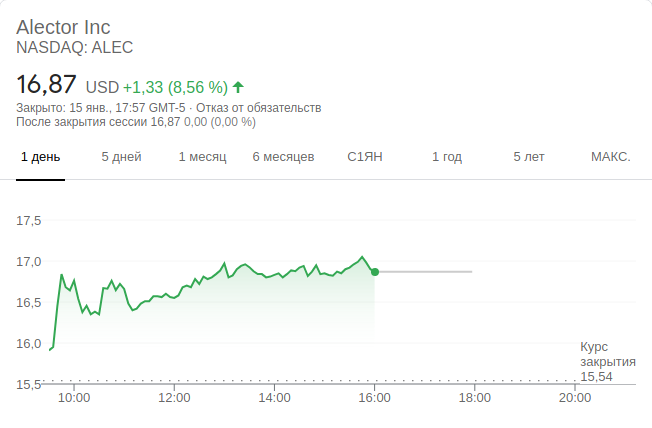 Alector Inc
NASDAQ: ALEC
16,87 USD +1,33 (8,56 %)
Закрыто: 15 янв., 17:57 GMT-5 · Отказ от обязательств
После закрытия сессии 16,87 0,00 (0,00 %)
1 день 5 дней 1 месяц 6 месяцев С1ЯН 1 год 5 лет МАКС.
17,5
17,0
16,5
16,0
Курс
закрытия
15,54
15,5
10:00 12:00 14:00 16:00 18:00 20:00